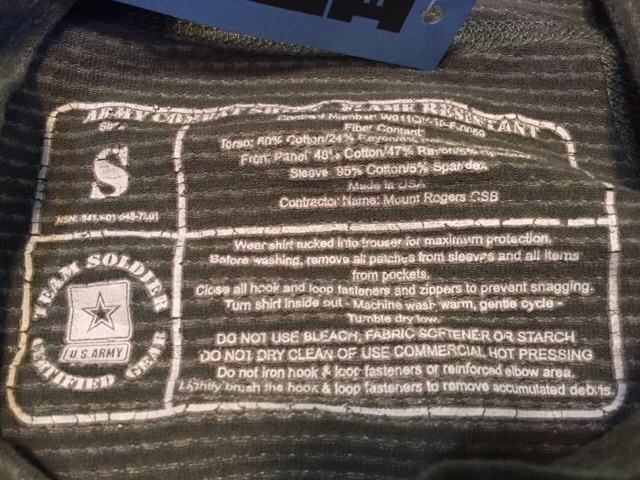 ARMY COMBAT FLAME RESISTANT
Size
S
Contract Number:
Fiber Content
Torso: Cotton/24%
Front Panel 48% Cotton/47%
Sleeve 95% Cotton/5% Spandex
Made in USA
Contractor Name: Mount Rogers CSB
Wear shirt tucked into trouser for maximum protection.
Before washing, remove all patches from sleeves and all items
from pockets.
Close all hook and loop fasteners and zippers to prevent snagging.
Turn shirt inside out - Machine wash warm, gentle cycle -
Tumble dry low.
DO NOT USE BLEACH, FABRIC SOFTENER OR STARCH
DO NOT DRY CLEAN OF USE COMMERCIAL HOT PRESSING
Do not iron hook & loop fasteners or reinforced elbow area.
Lightly brush the hook & loop fasteners to remove accumulated debris.
TEAM SOLDIER
U.S. ARMY
CERTIFIED GEAR